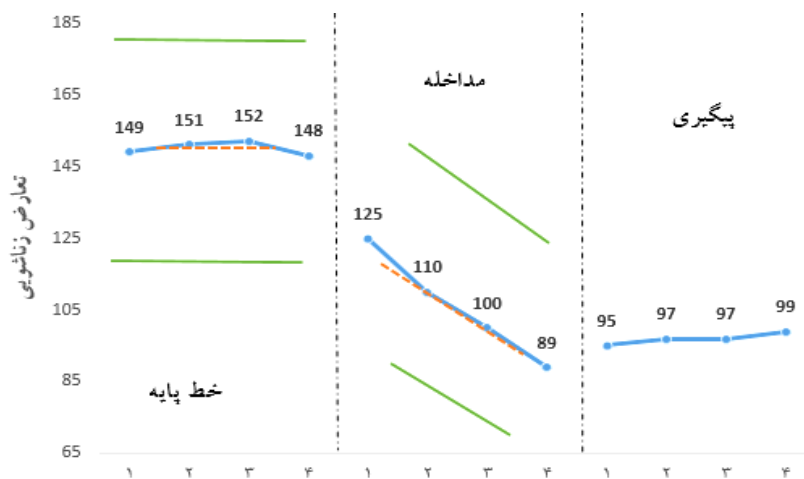 تعارض زناشویی
185
165
145
125
105
85
65
خط پایه
مداخله
پیگیری
149 151 152 148
125 110 100 89
95 97 97 99
۱ ۲ ۳ ۴ ۱ ۲ ۳ ۴ ۱ ۲ ۳ ۴